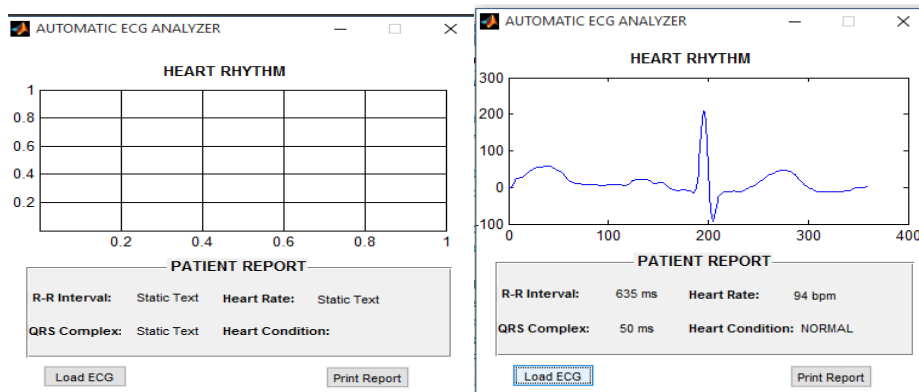 AUTOMATIC ECG ANALYZER
HEART RHYTHM
1
0.8
0.6
0.4
0.2
0.2 0.4 0.6 0.8 1
PATIENT REPORT
R-R Interval: Static Text Heart Rate: Static Text
QRS Complex: Static Text Heart Condition:
Load ECG Print Report
AUTOMATIC ECG ANALYZER
HEART RHYTHM
300
200
100
0
100
0 100 200 300 400
PATIENT REPORT
R-R Interval: 635 ms Heart Rate: 94 bpm
QRS Complex: 50 ms Heart Condition: NORMAL
Load ECG Print Report